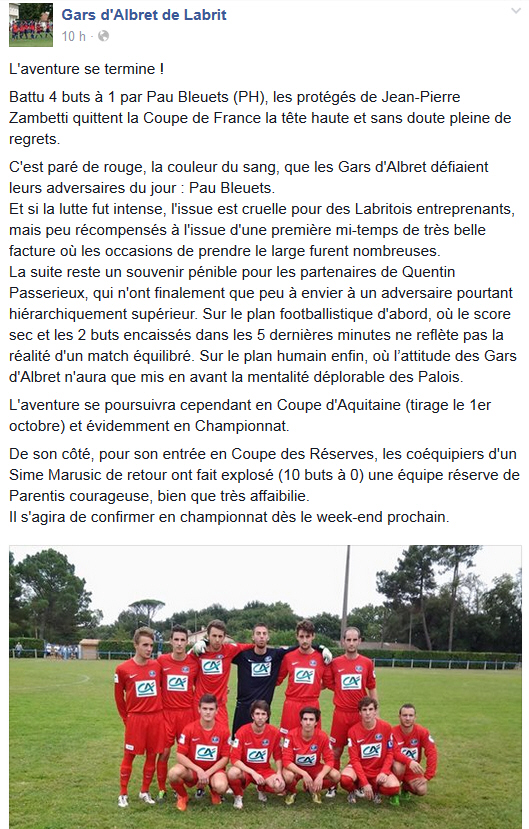 Gars d'Albret de Labrit
10 h ·
L'aventure se termine !
Battu 4 buts à 1 par Pau Bleuets (PH), les protégés de Jean-Pierre
Zambetti quittent la Coupe de France la tête haute et sans doute pleine de
regrets.
C'est paré de rouge, la couleur du sang, que les Gars d'Albret défiaient
leurs adversaires du jour : Pau Bleuets.
Et si la lutte fut intense, l'issue est cruelle pour des Labritois entreprenants,
mais peu récompensés à l'issue d'une première mi-temps de très belle
facture où les occasions de prendre le large furent nombreuses.
La suite reste un souvenir pénible pour les partenaires de Quentin
Passerieux, qui n'ont finalement que peu à envier à un adversaire pourtant
hiérarchiquement supérieur. Sur le plan footballistique d'abord, où le score
sec et les 2 buts encaissés dans les 5 dernières minutes ne reflète pas la
réalité d'un match équilibré. Sur le plan humain enfin, où l'attitude des Gars
d'Albret n'aura que mis en avant la mentalité déplorable des Palois.
L'aventure se poursuivra cependant en Coupe d'Aquitaine (tirage le 1er
octobre) et évidemment en Championnat.
De son côté, pour son entrée en Coupe des Réserves, les coéquipiers d'un
Sime Marusic de retour ont fait explosé (10 buts à 0) une équipe réserve de
Parentis courageuse, bien que très affaibilie.
Il s'agira de confirmer en championnat dès le week-end prochain.
CA CA CA CA CA
CA CA CA CA CA